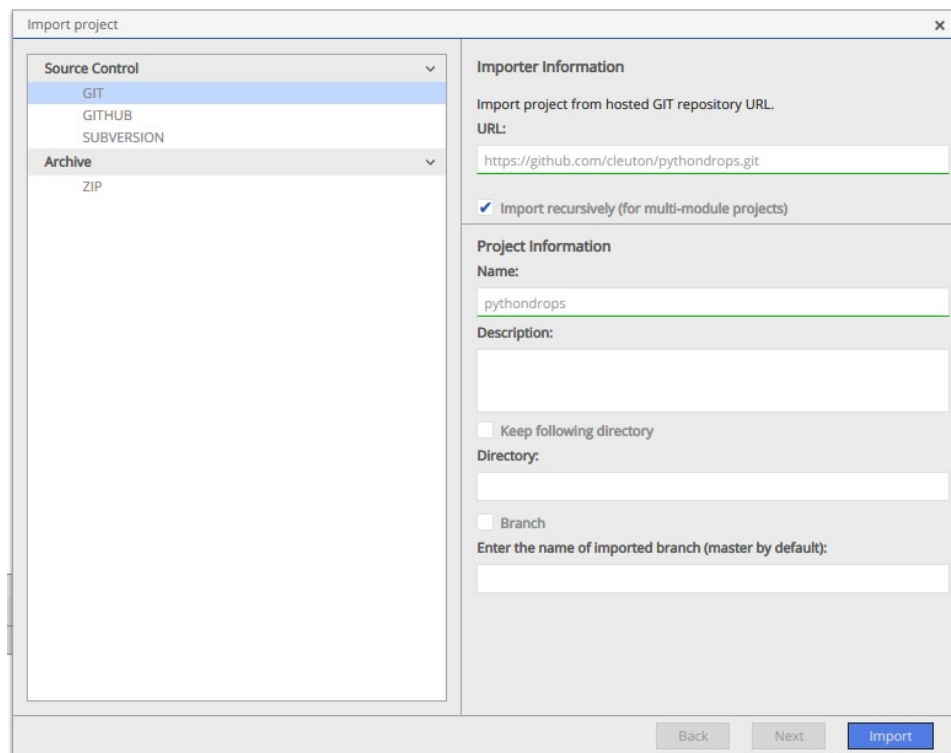 Import project
Source Control
GIT
GITHUB
SUBVERSION
Archive
ZIP
Importer Information
Import project from hosted GIT repository URL.
URL:
https://github.com/cleuton/pythondrops.git
Import recursively (for multi-module projects)
Project Information
Name:
pythondrops
Description:
Keep following directory
Directory:
Branch
Enter the name of imported branch (master by default):
Back
Next
Import